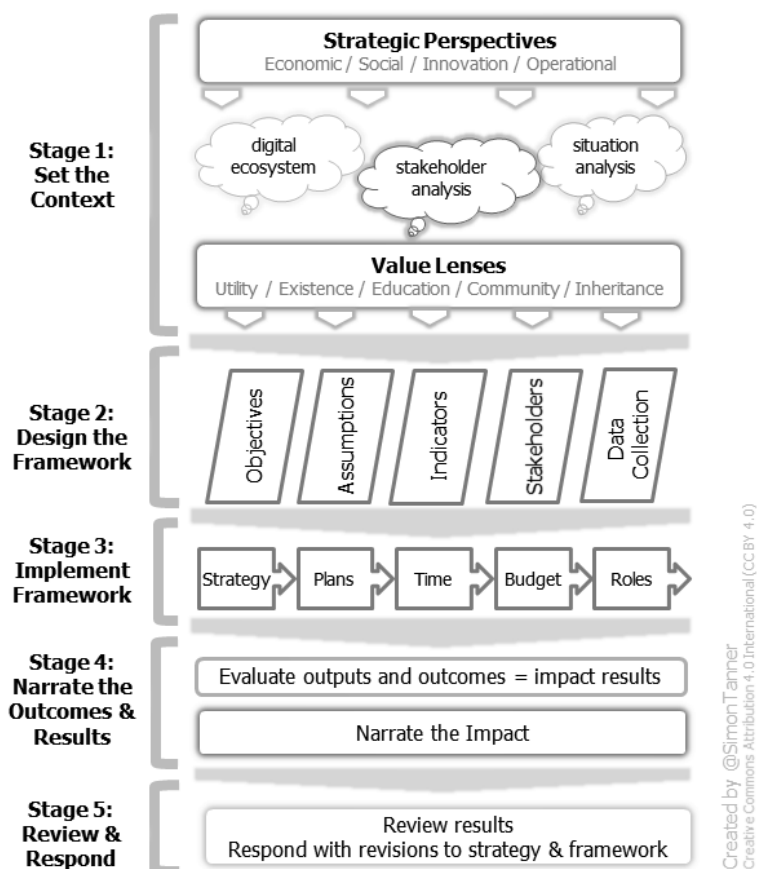 Strategic Perspectives
Economic / Social / Innovation / Operational
Stage 1:
Set the
Context
digital
ecosystem
stakeholder
analysis
situation
analysis
Value Lenses
Utility / Existence / Education / Community / Inheritance
Stage 2:
Design the
Framework
Objectives
Assumptions
Indicators
Stakeholders
Data
Collection
Stage 3:
Implement
Framework
Strategy
Plans
Time
Budget
Roles
Stage 4:
Narrate the
Outcomes &
Results
Evaluate outputs and outcomes = impact results
Narrate the Impact
Stage 5:
Review &
Respond
Review results
Respond with revisions to strategy & framework
Created by @SimonTanner
Creative Commons Attribution 4.0 International (CC BY 4.0)